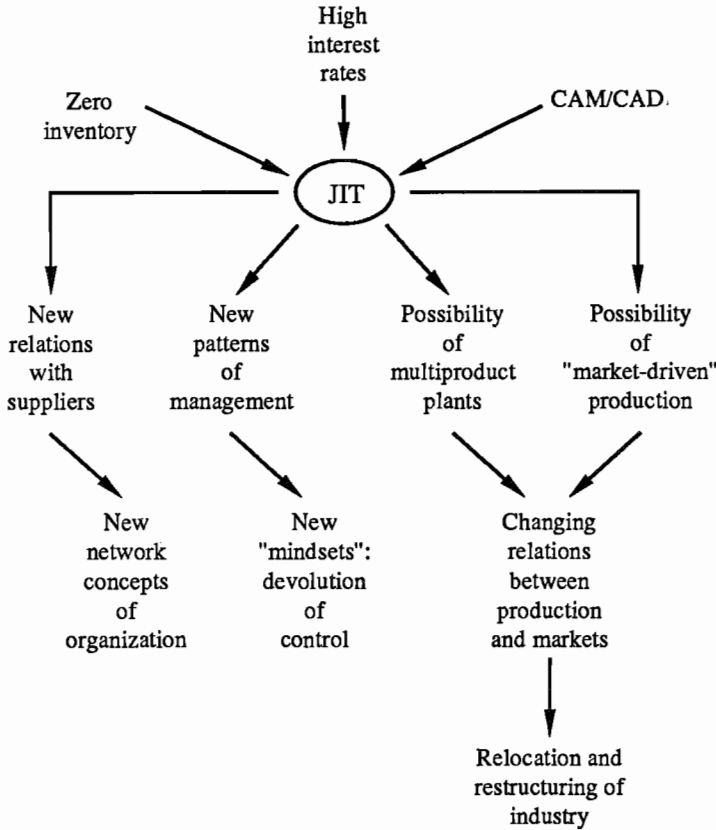 High
interest
rates
Zero
inventory
CAM/CAD
JIT
New
relations
with
suppliers
New
patterns
of
management
Possibility
of
multiproduct
plants
Possibility
of
"market-driven"
production
New
network
concepts
of
organization
New
"mindsets":
devolution
of
control
Changing
relations
between
production
and markets
Relocation and
restructuring of
industry